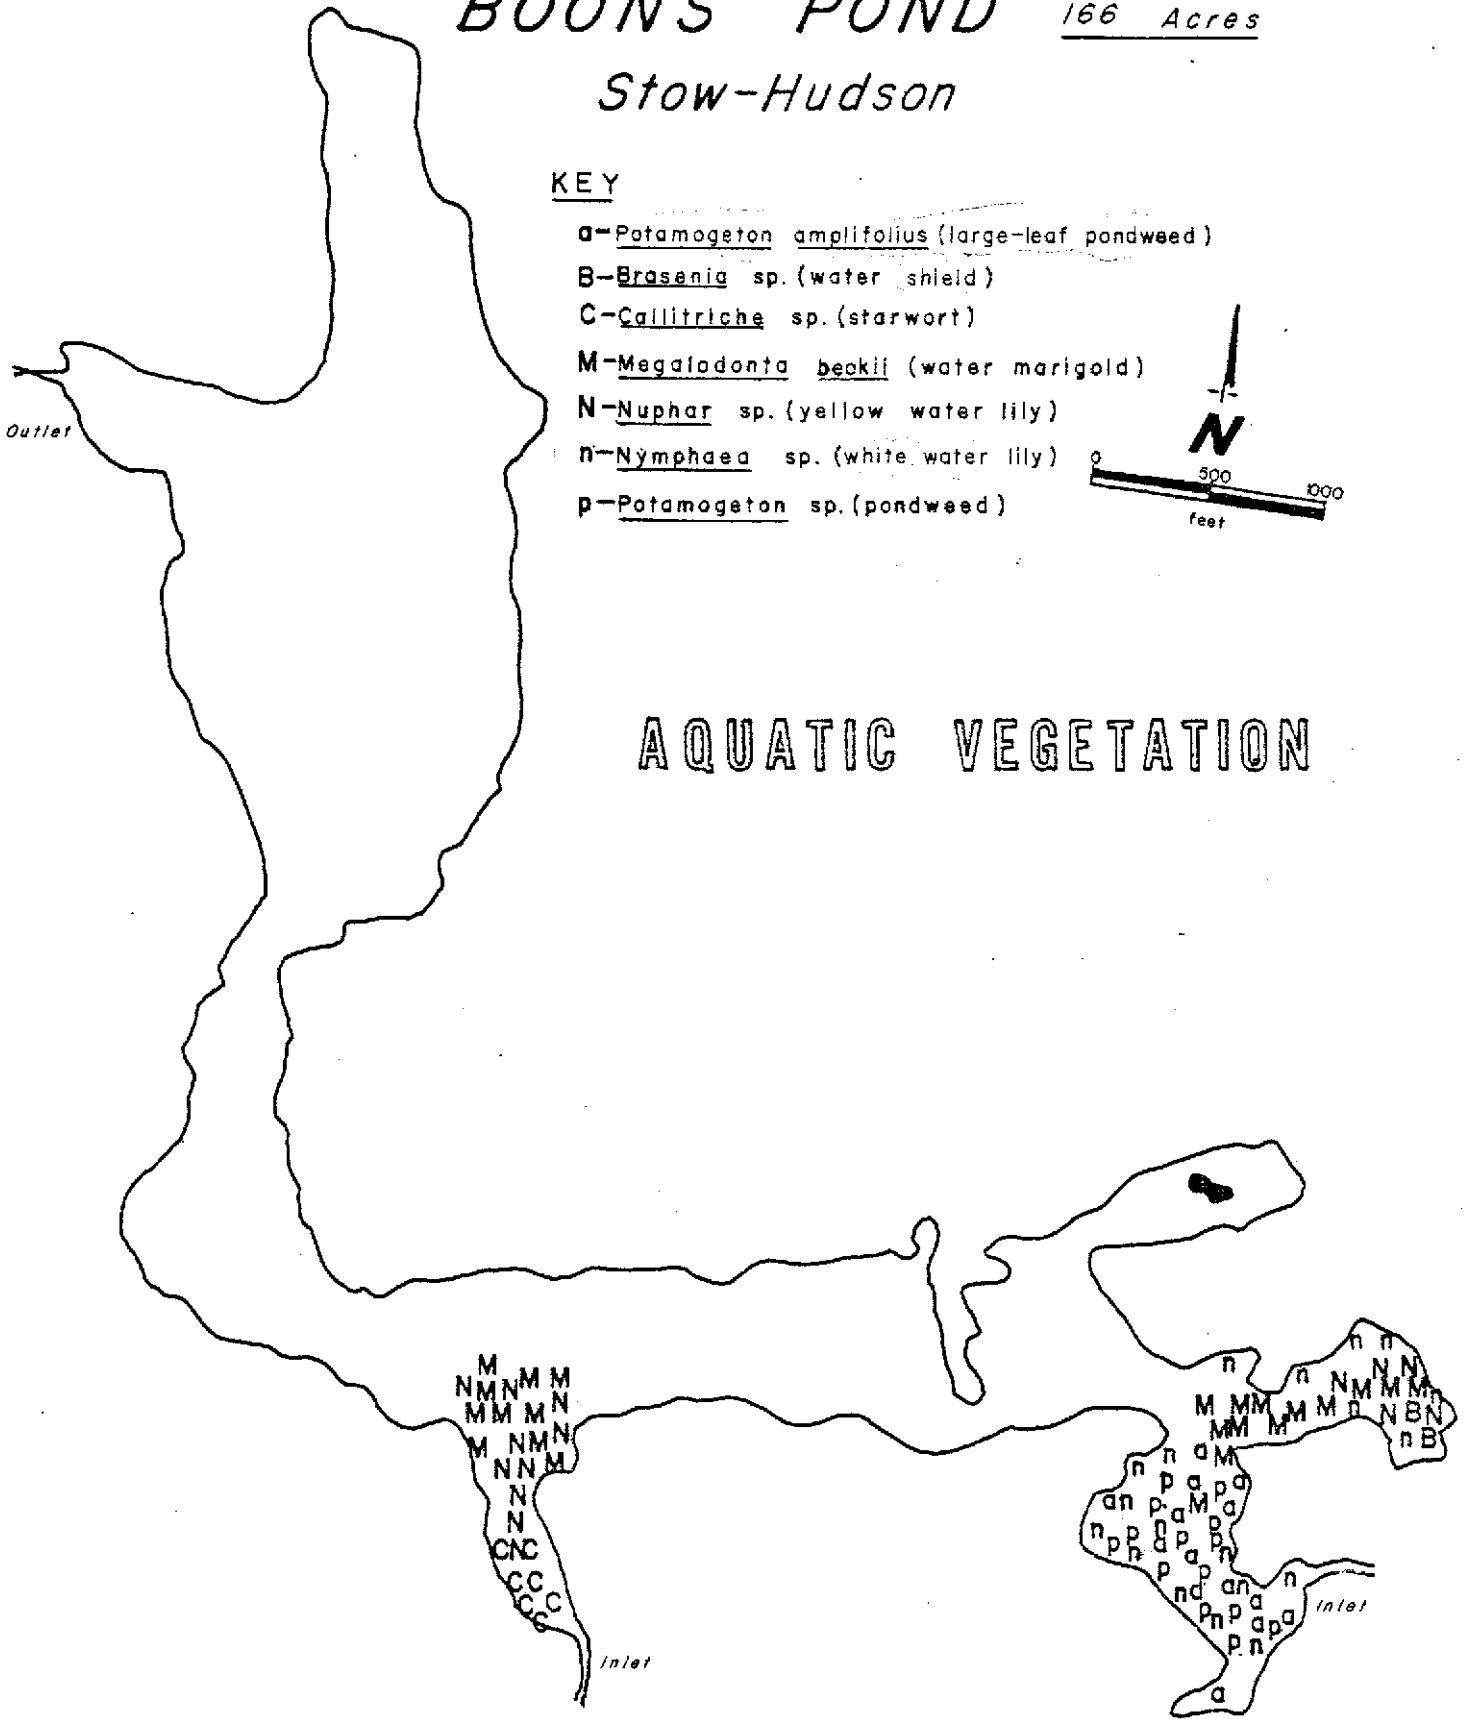 BOONS POND 166 Acres
Stow-Hudson
KEY
a-Potamogeton amplifolius (large-leaf pondweed)
B-Brasenia sp. (water shield)
C-Callitriche sp. (starwort)
M-Megalodonta beckii (water marigold)
N-Nuphar sp. (yellow water lily)
n-Nymphaea sp. (white water lily)
p-Potamogeton sp. (pondweed)
N
0 500 1000
feet
Outlet
AQUATIC VEGETATION
M
N M N M M
M M M N
M N M N
N N M
N
N
C N C
C C
C C
C
n n
n n N N
N M M M n
M M M M M n N B N
M M M n B
n n a M
p a p a
a n p a M a
n p p n a p p p
n a n
p p
n d a n n
p n p a
a p a
p n
a
Inlet
Inlet